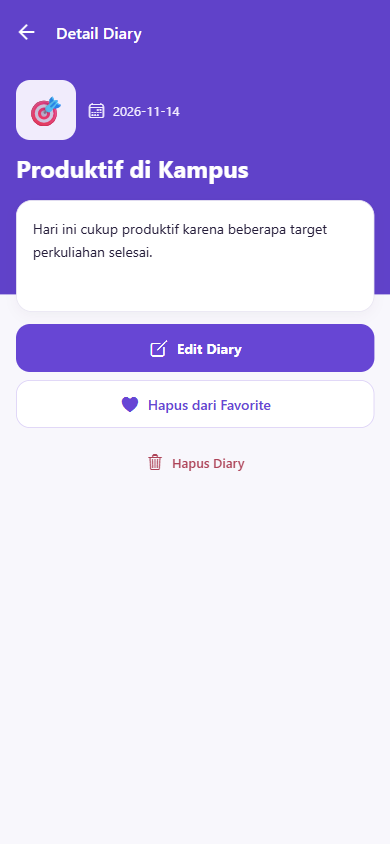 Detail Diary
2026-11-14
Produktif di Kampus
Hari ini cukup produktif karena beberapa target
perkuliahan selesai.
Edit Diary
Hapus dari Favorite
Hapus Diary